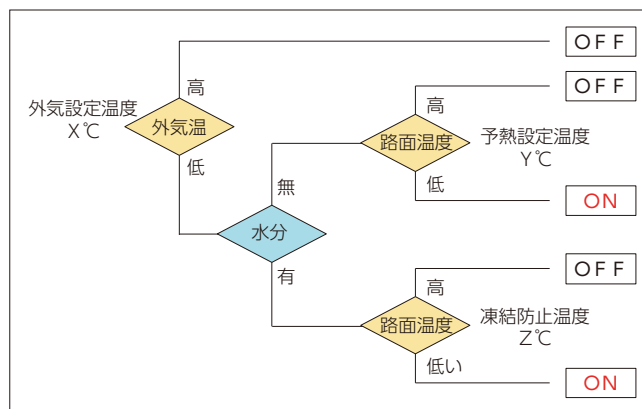 OFF
OFF
高
外気設定温度
X℃
外気温
高
路面温度
予熱設定温度
Y℃
低
無
低
ON
水分
有
OFF
高
路面温度
凍結防止温度
Z℃
低い
ON